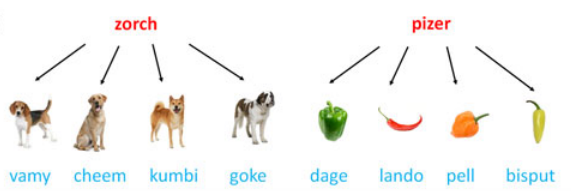 zorch pizer
vamy cheem kumbi goke dage lando pell bisput